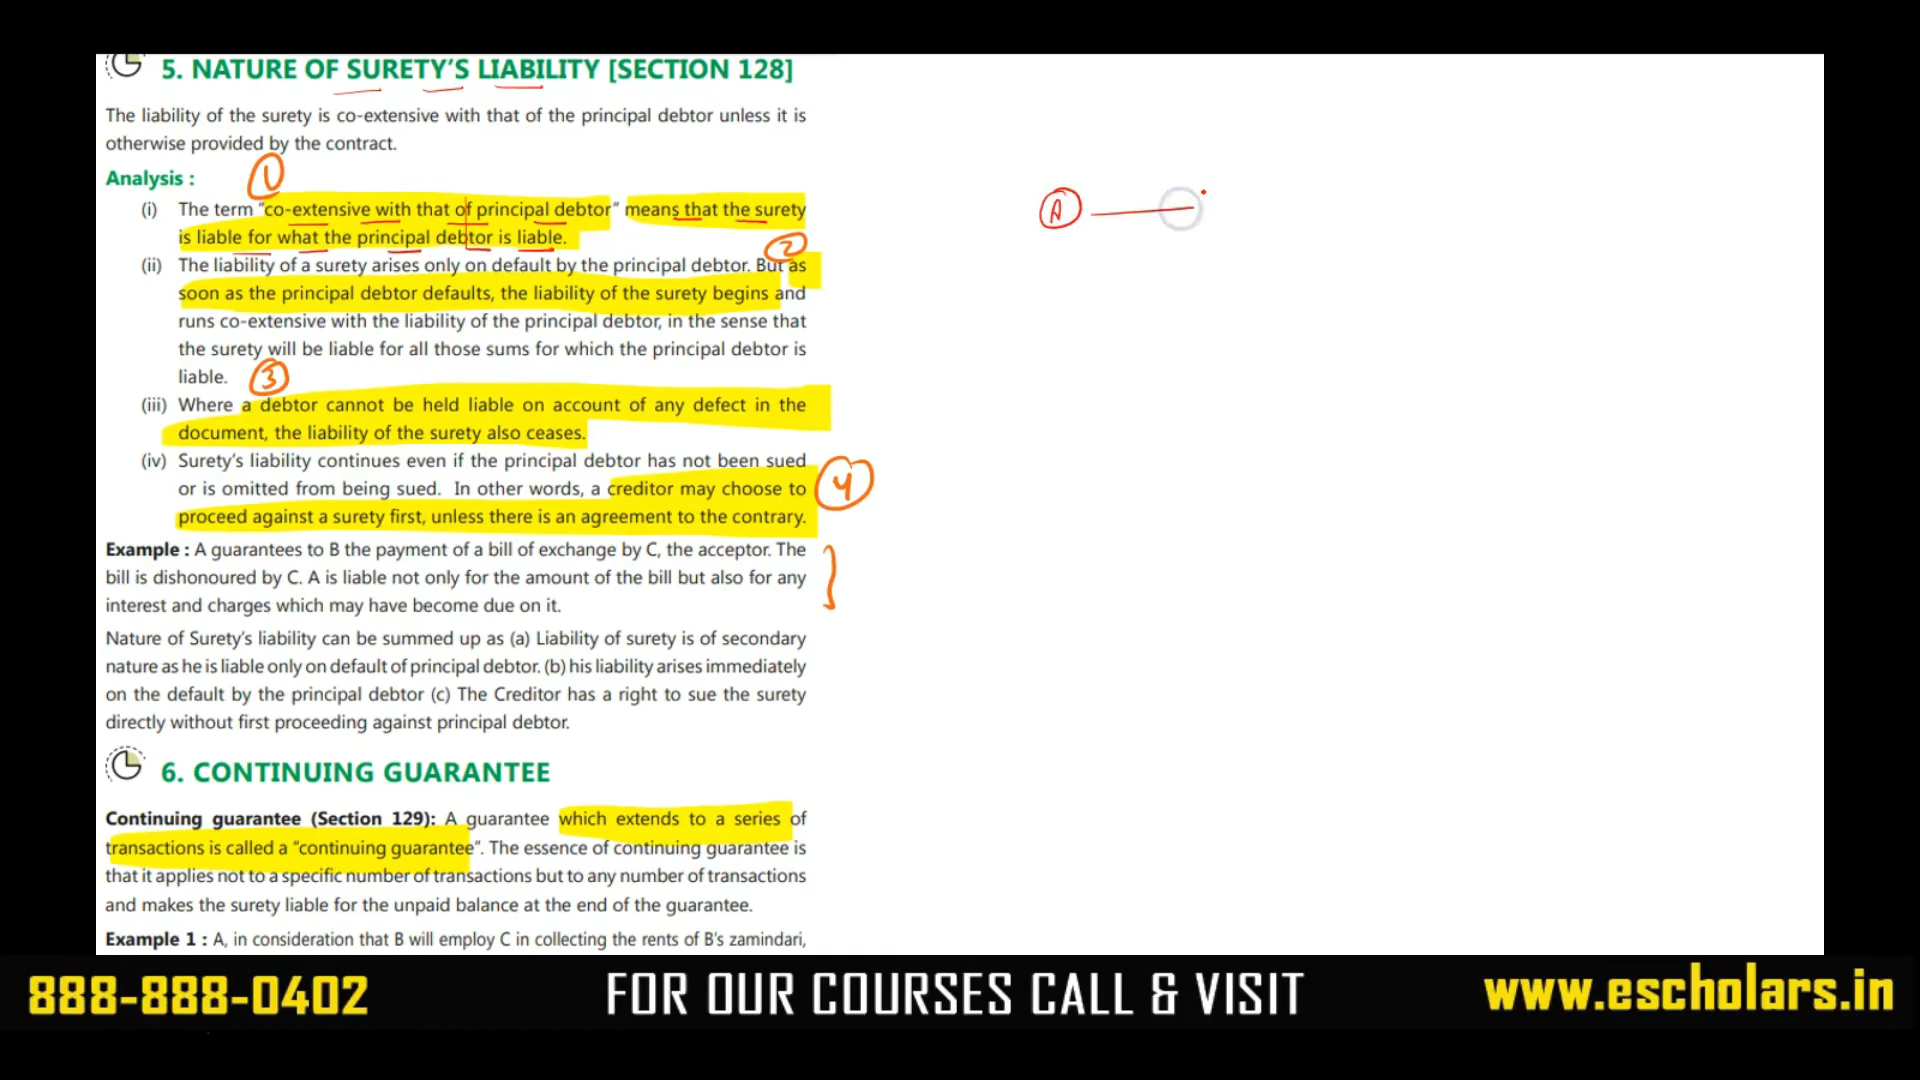 5. NATURE OF SURETY'S LIABILITY [SECTION 128]
The liability of the surety is co-extensive with that of the principal debtor unless it is
otherwise provided by the contract.
1
Analysis :
(i) The term "co-extensive with that of principal debtor" means that the surety
is liable for what the principal debtor is liable.
2
(ii) The liability of a surety arises only on default by the principal debtor. But as
soon as the principal debtor defaults, the liability of the surety begins and
runs co-extensive with the liability of the principal debtor, in the sense that
the surety will be liable for all those sums for which the principal debtor is
liable.
3
(iii) Where a debtor cannot be held liable on account of any defect in the
document, the liability of the surety also ceases.
(iv) Surety's liability continues even if the principal debtor has not been sued
or is omitted from being sued. In other words, a creditor may choose to
4
proceed against a surety first, unless there is an agreement to the contrary.
Example : A guarantees to B the payment of a bill of exchange by C, the acceptor. The
bill is dishonoured by C. A is liable not only for the amount of the bill but also for any
interest and charges which may have become due on it.
Nature of Surety's liability can be summed up as (a) Liability of surety is of secondary
nature as he is liable only on default of principal debtor. (b) his liability arises immediately
on the default by the principal debtor (c) The Creditor has a right to sue the surety
directly without first proceeding against principal debtor.
6. CONTINUING GUARANTEE
Continuing guarantee (Section 129): A guarantee which extends to a series of
transactions is called a "continuing guarantee". The essence of continuing guarantee is
that it applies not to a specific number of transactions but to any number of transactions
and makes the surety liable for the unpaid balance at the end of the guarantee.
Example 1 : A, in consideration that B will employ C in collecting the rents of B's zamindari,
A
888-888-0402 FOR OUR COURSES CALL & VISIT www.escholars.in